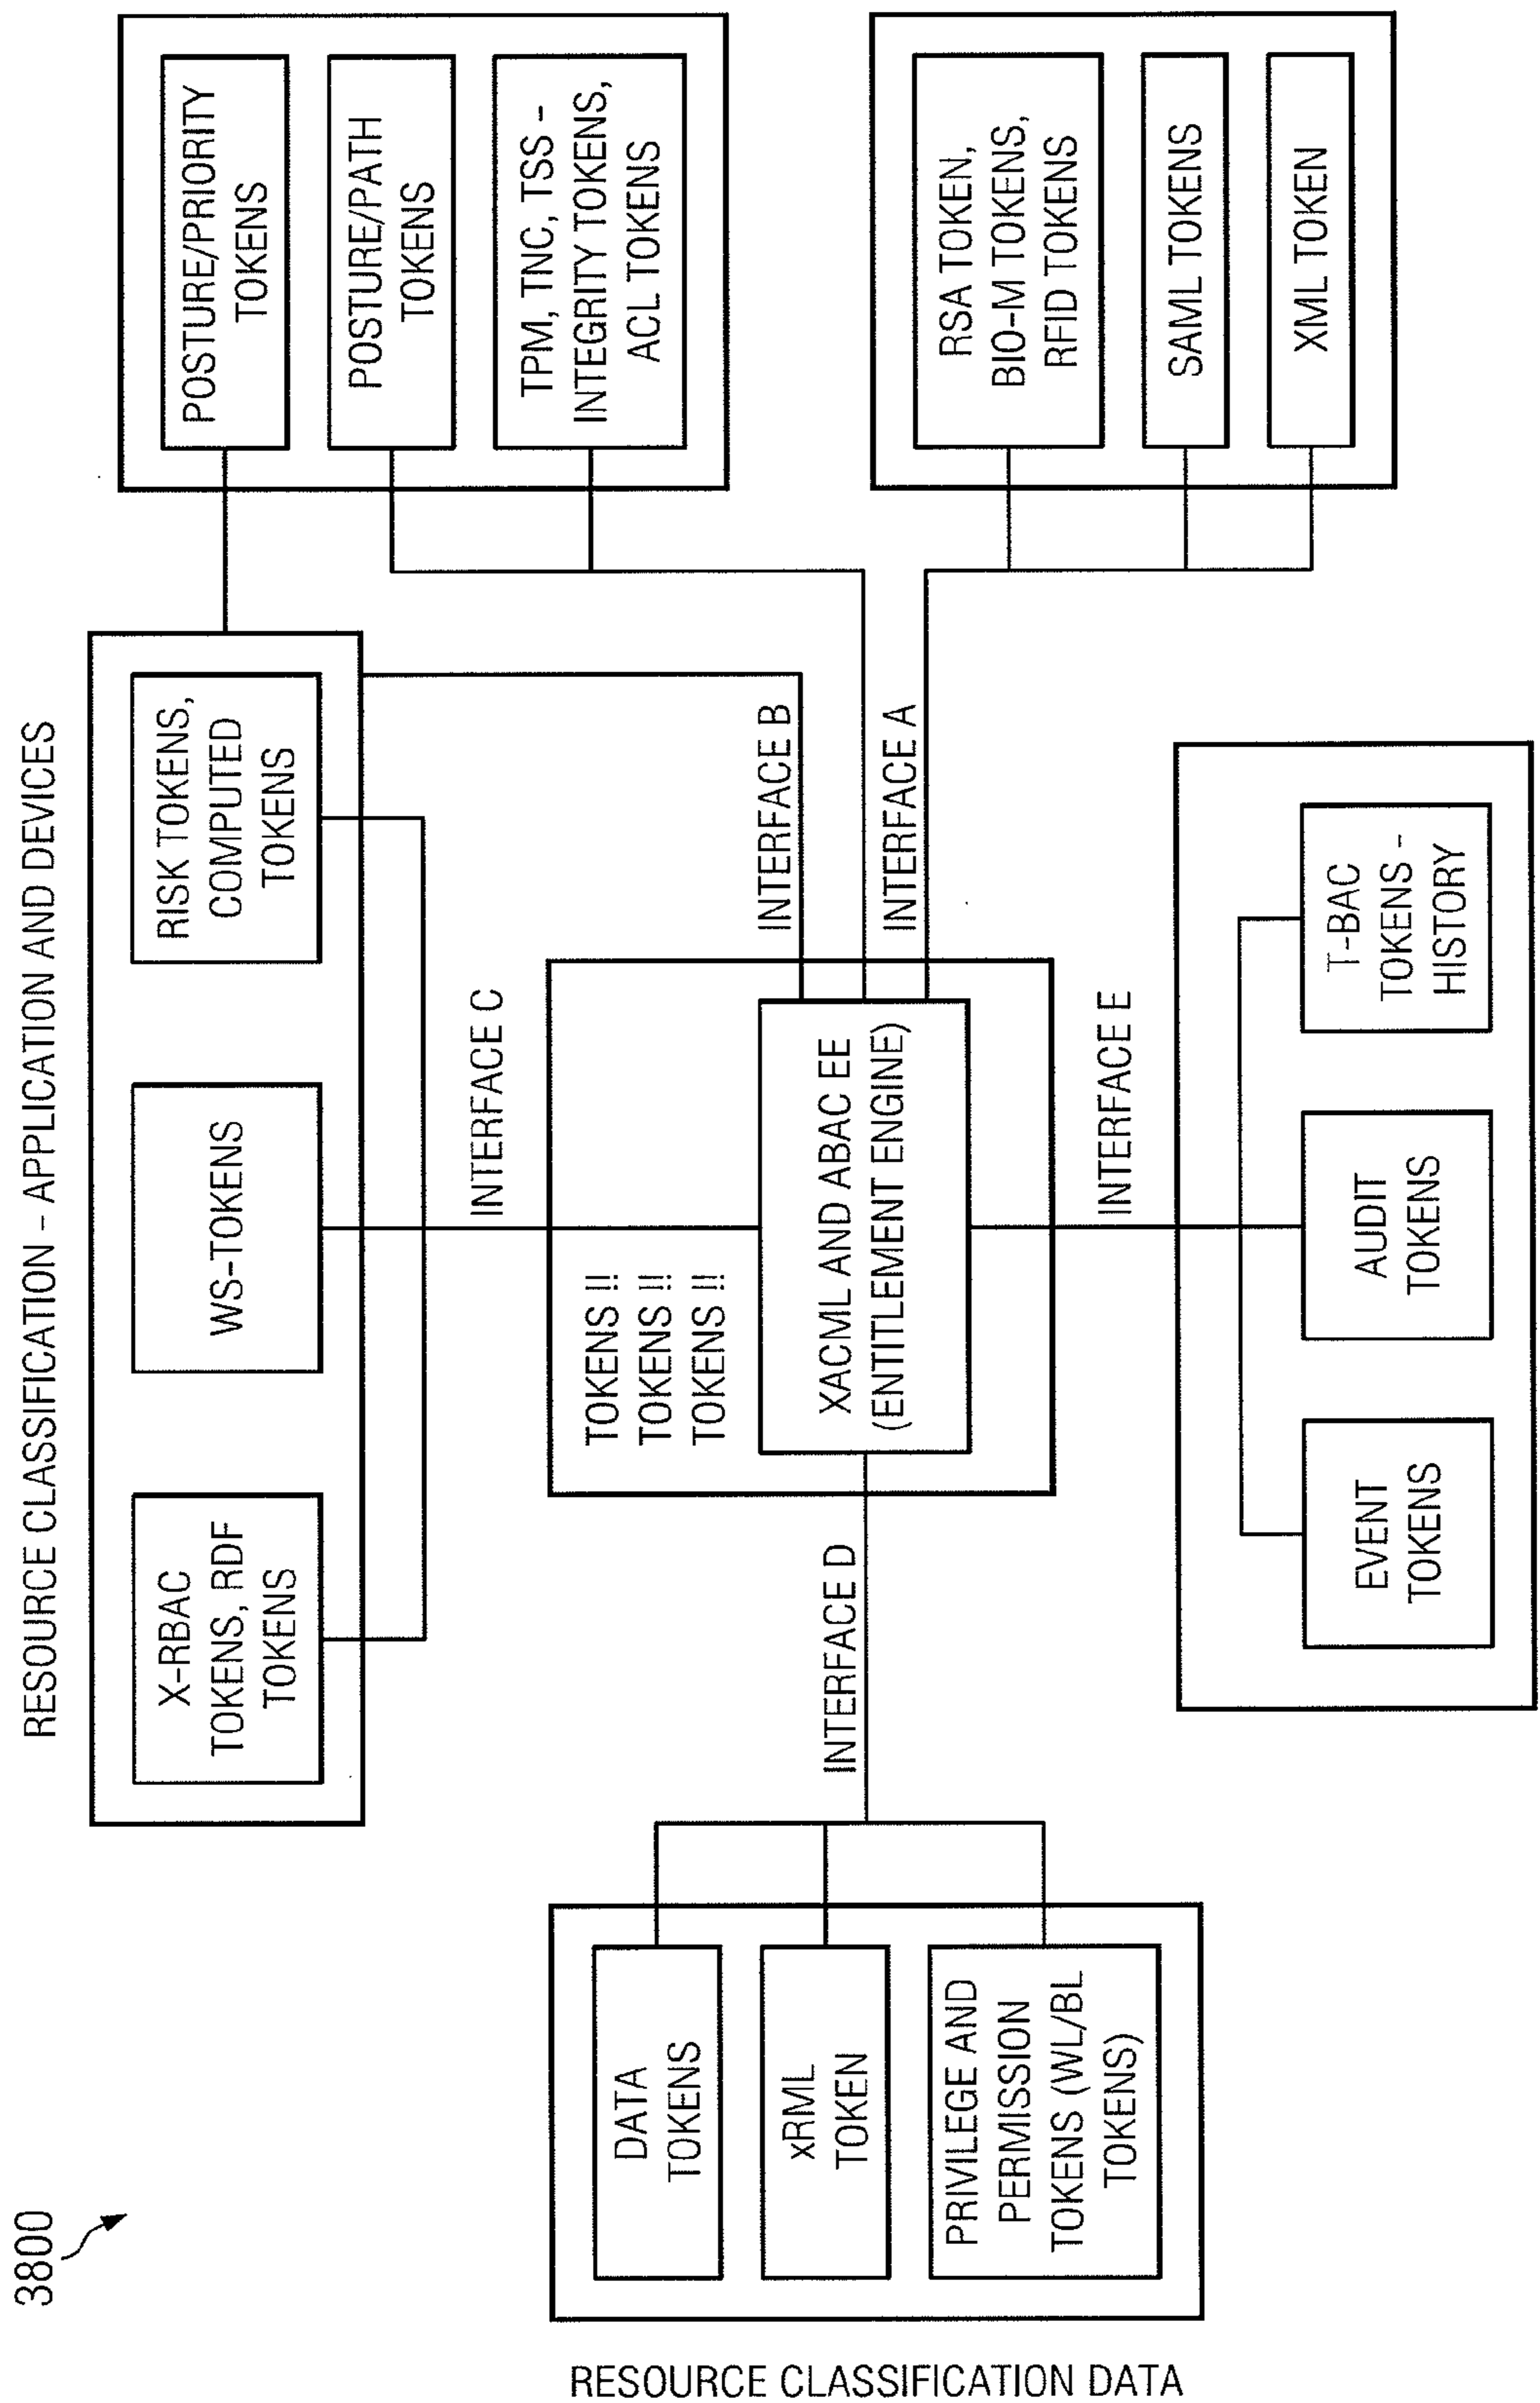 3800
RESOURCE CLASSIFICATION - APPLICATION AND DEVICES
X-RBAC
TOKENS, RDF
TOKENS
WS-TOKENS
RISK TOKENS,
COMPUTED
TOKENS
POSTURE/PRIORITY
TOKENS
POSTURE/PATH
TOKENS
TPM, TNC, TSS -
INTEGRITY TOKENS,
ACL TOKENS
INTERFACE C
INTERFACE B
INTERFACE A
TOKENS !!
TOKENS !!
TOKENS !!
XACML AND ABAC EE
(ENTITLEMENT ENGINE)
INTERFACE D
INTERFACE E
RESOURCE CLASSIFICATION DATA
DATA
TOKENS
xRML
TOKEN
PRIVILEGE AND
PERMISSION
TOKENS (WL/BL
TOKENS)
RSA TOKEN,
BIO-M TOKENS,
RFID TOKENS
SAML TOKENS
XML TOKEN
EVENT
TOKENS
AUDIT
TOKENS
T-BAC
TOKENS -
HISTORY